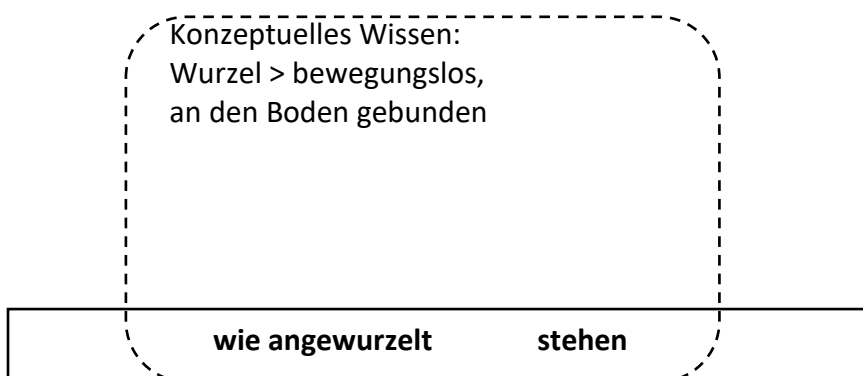 Konzeptuelles Wissen:
Wurzel > bewegungslos,
an den Boden gebunden
wie angewurzelt stehen